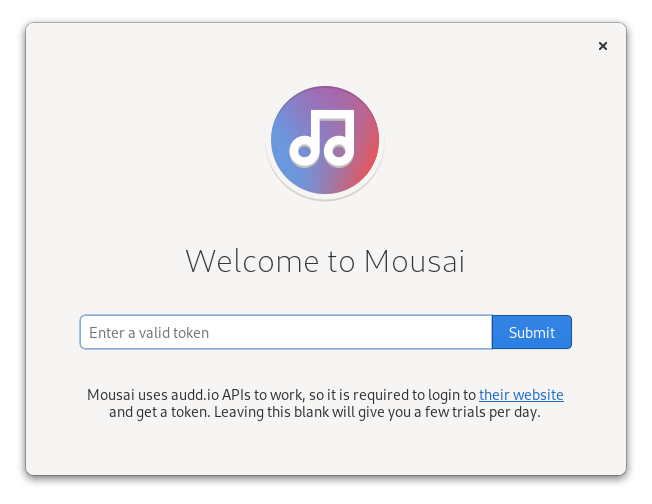 Welcome to Mousai
Enter a valid token
Submit
Mousai uses audd.io APIs to work, so it is required to login to their website
and get a token. Leaving this blank will give you a few trials per day.